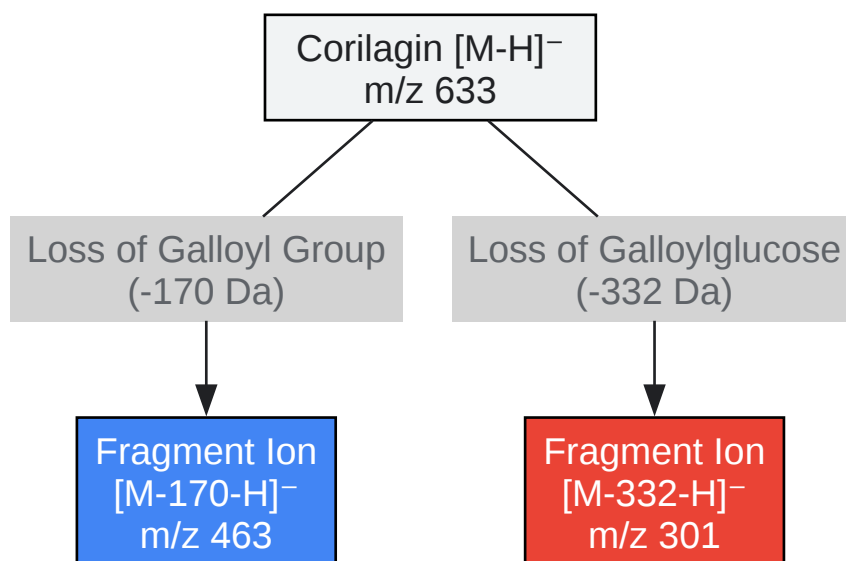 Corilagin [M-H]⁻
m/z 633
Loss of Galloyl Group
(-170 Da)
Loss of Galloylglucose
(-332 Da)
Fragment Ion
[M-170-H]⁻
m/z 463
Fragment Ion
[M-332-H]⁻
m/z 301